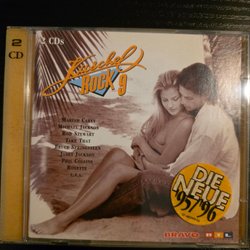 2 CD
2 CDs
Kuschel
ROCK 9
MARIAH CAREY
MICHAEL JACKSON
ROD STEWART
TAKE THAT
BRUCE SPRINGSTEEN
JANET JACKSON
PHIL COLLINS
ROXETTE
u.v.a.
DIE
NEUE
'95/'96
BRAVO RTL